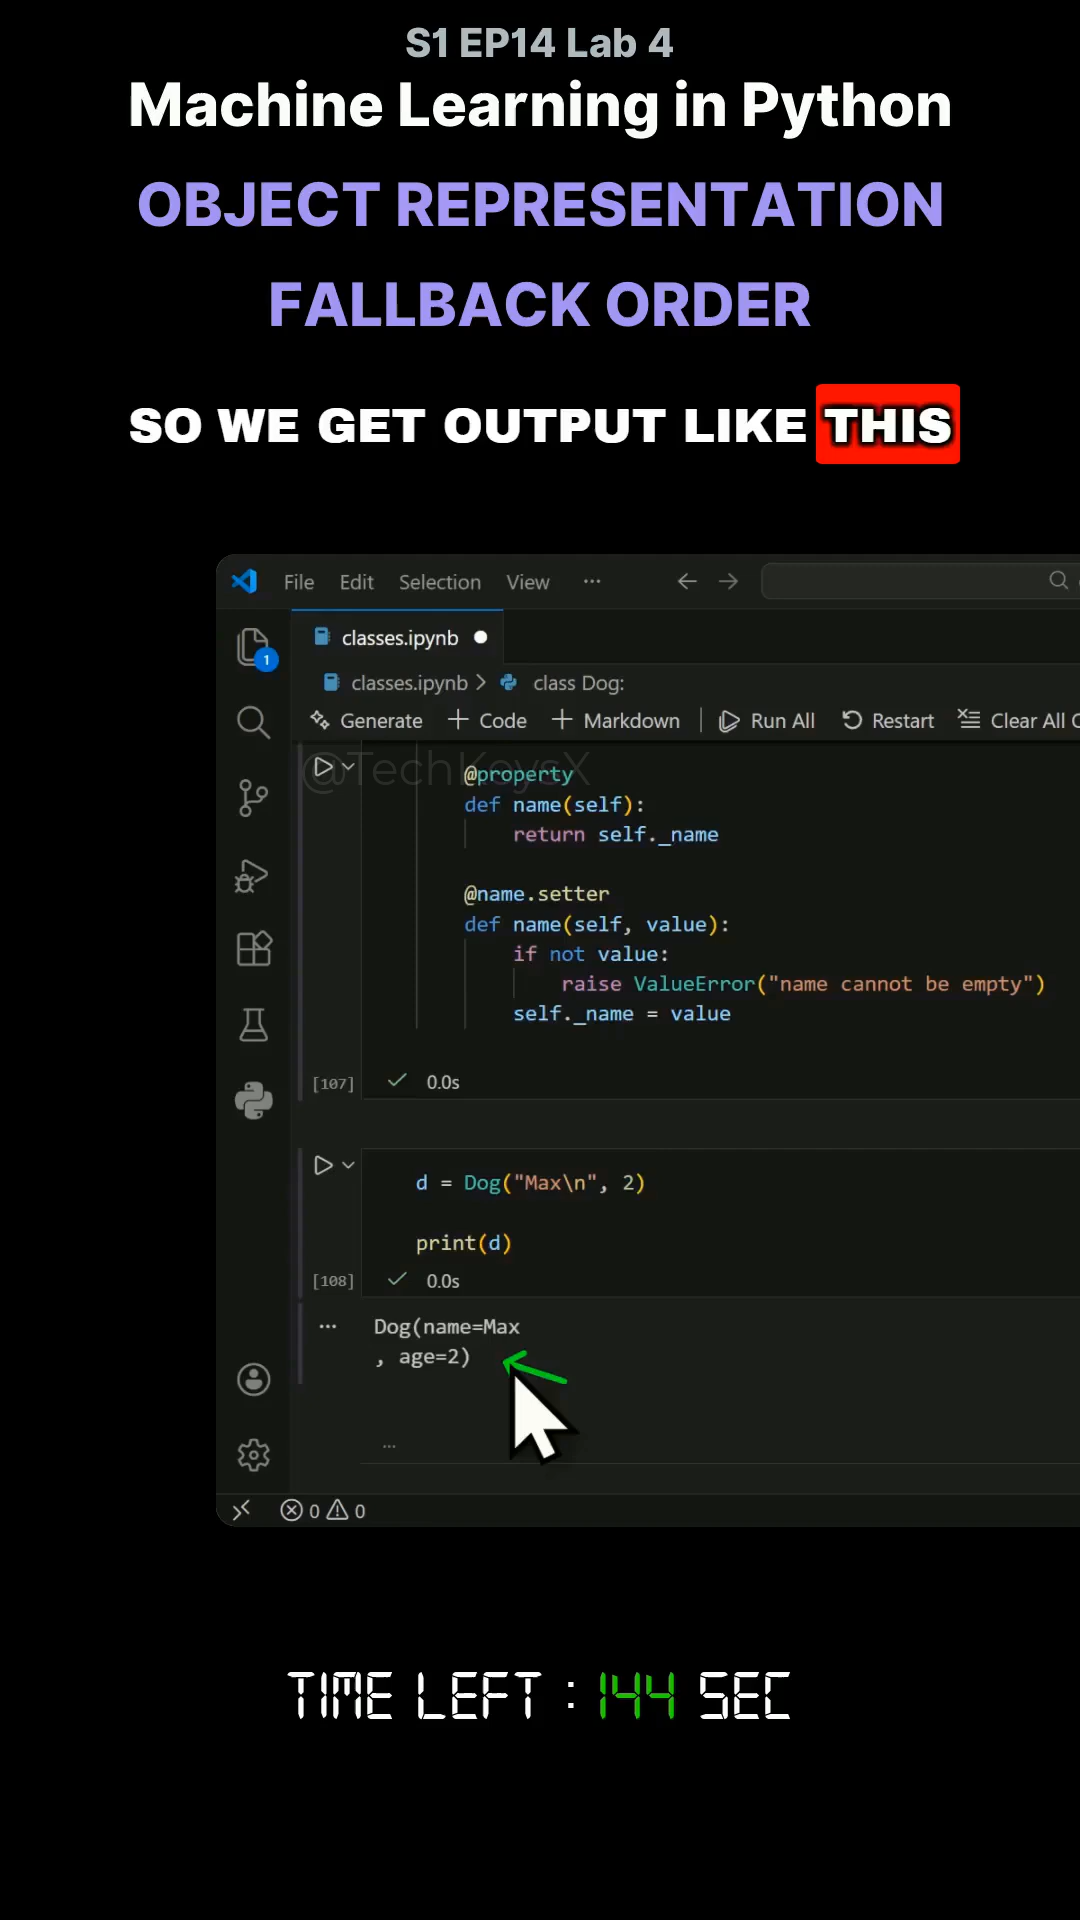 S1 EP14 Lab 4
Machine Learning in Python
OBJECT REPRESENTATION
FALLBACK ORDER
SO WE GET OUTPUT LIKE THIS
File Edit Selection View ···
classes.ipynb
1
classes.ipynb > class Dog:
Generate + Code + Markdown | Run All Restart Clear All
@TechKeysX
@property
def name(self):
return self._name
@name.setter
def name(self, value):
if not value:
raise ValueError("name cannot be empty")
self._name = value
[107] 0.0s
d = Dog("Max\n", 2)
print(d)
[108] 0.0s
··· Dog(name=Max
, age=2)
...
0 0
TIME LEFT : 144 SEC